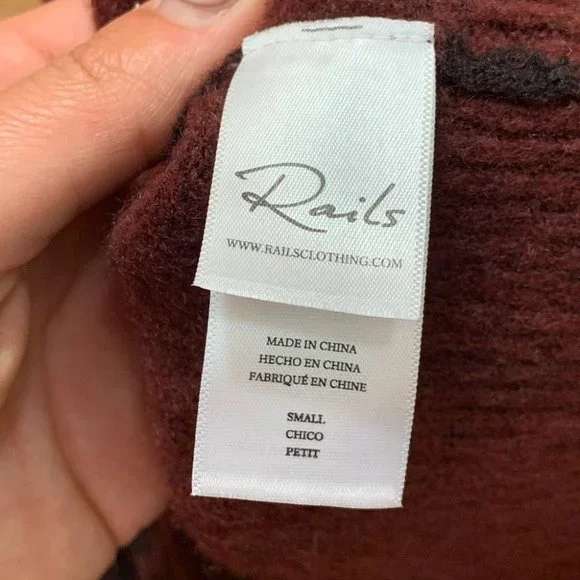 Rails
WWW.RAILSCLOTHING.COM
MADE IN CHINA
HECHO EN CHINA
FABRIQUÉ EN CHINE
SMALL
CHICO
PETIT